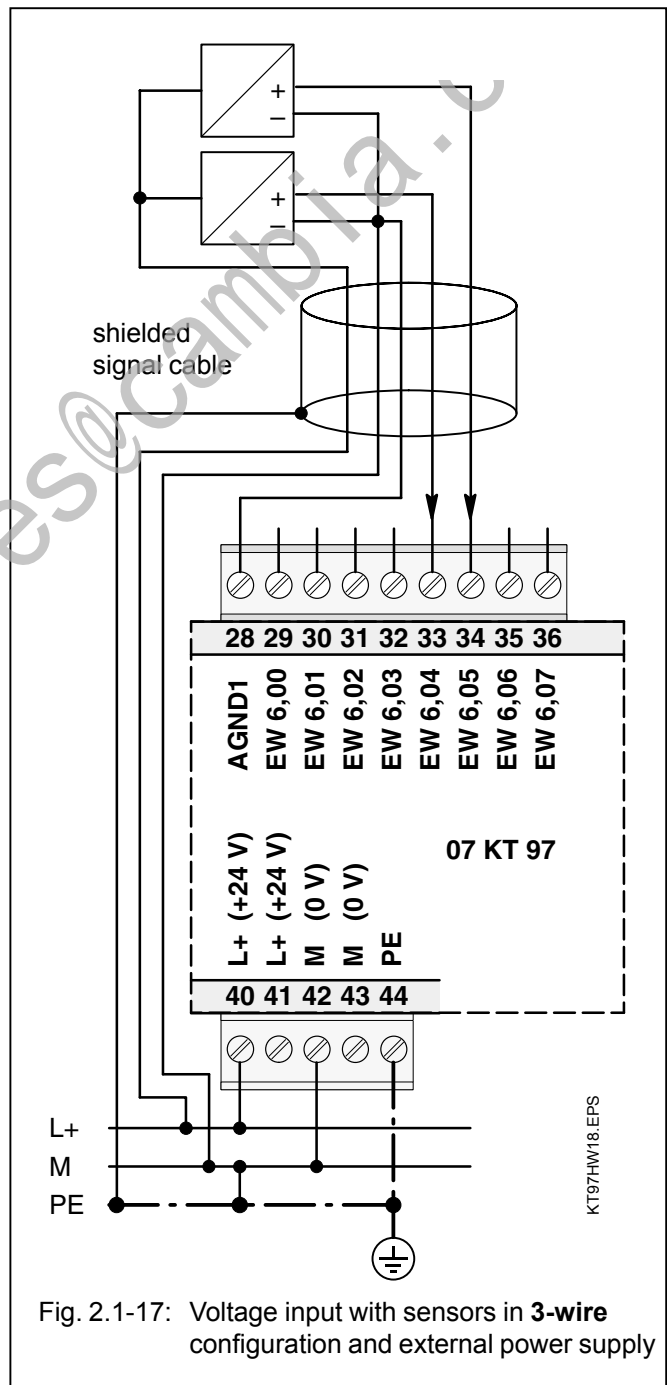 +
–
+
–
shielded
signal cable
28 29 30 31 32 33 34 35 36
AGND1
EW 6,00
EW 6,01
EW 6,02
EW 6,03
EW 6,04
EW 6,05
EW 6,06
EW 6,07
07 KT 97
L+ (+24 V)
L+ (+24 V)
M (0 V)
M (0 V)
PE
40 41 42 43 44
L+
M
PE
KT97HW18.EPS
Fig. 2.1-17: Voltage input with sensors in 3-wire
configuration and external power supply
es@cambia.c